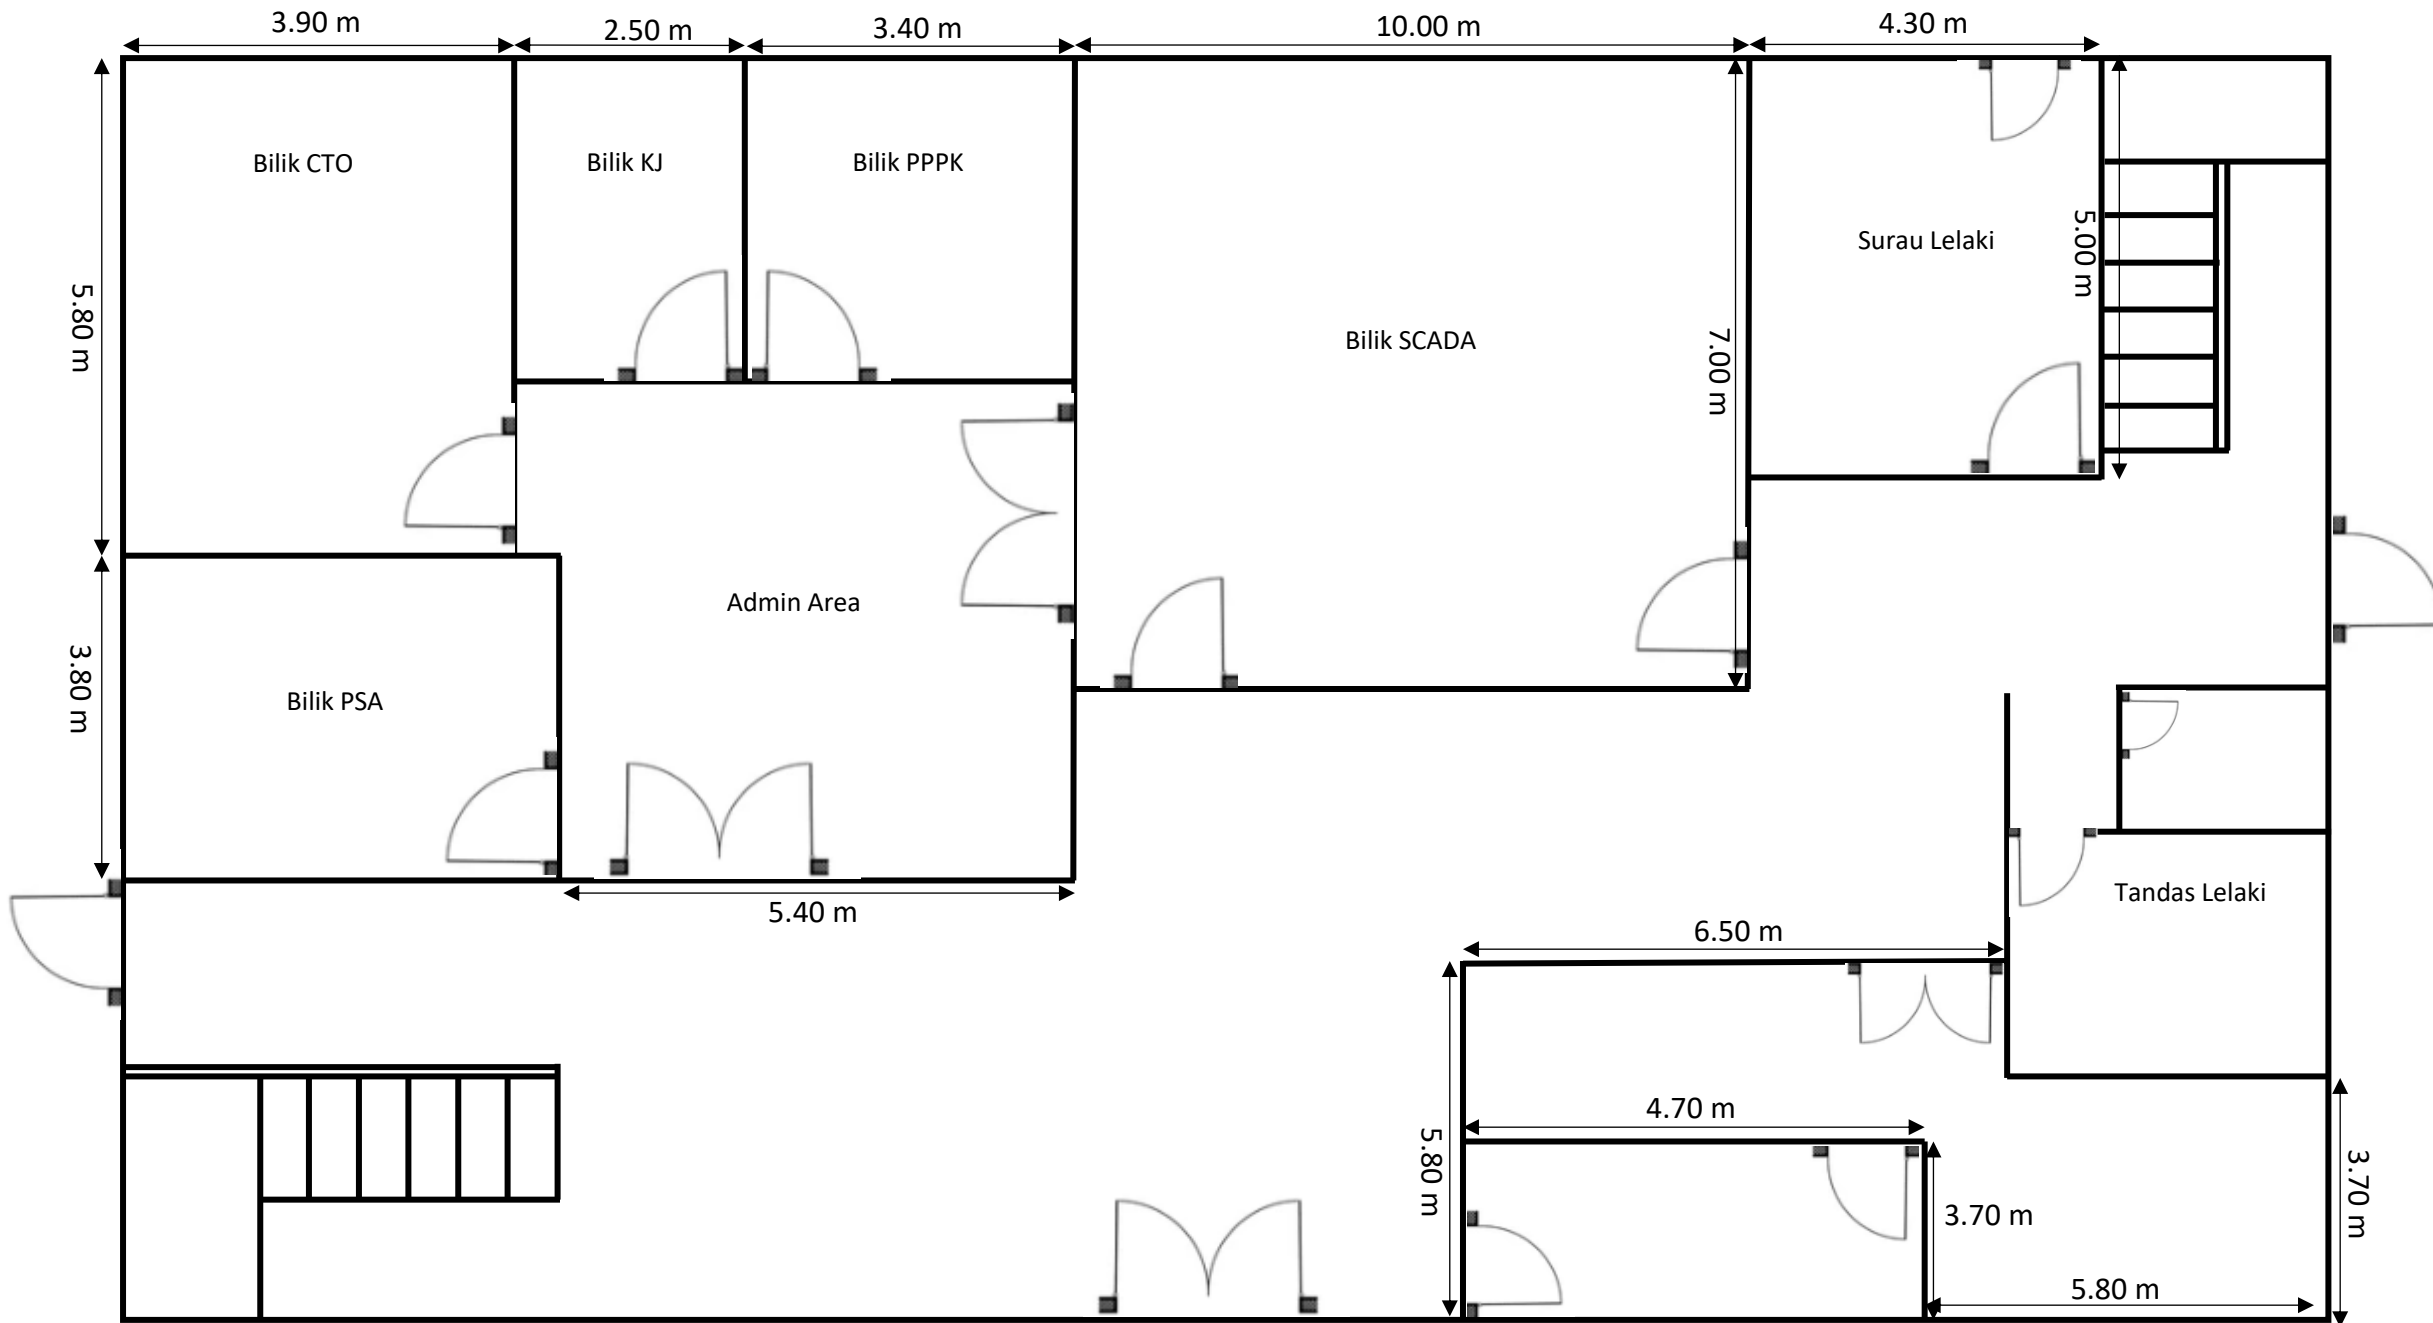 3.90 m
2.50 m
3.40 m
10.00 m
4.30 m
Bilik CTO
Bilik KJ
Bilik PPPK
Surau Lelaki
5.00 m
5.80 m
Bilik SCADA
7.00 m
Admin Area
3.80 m
Bilik PSA
Tandas Lelaki
5.40 m
6.50 m
4.70 m
5.80 m
3.70 m
3.70 m
5.80 m